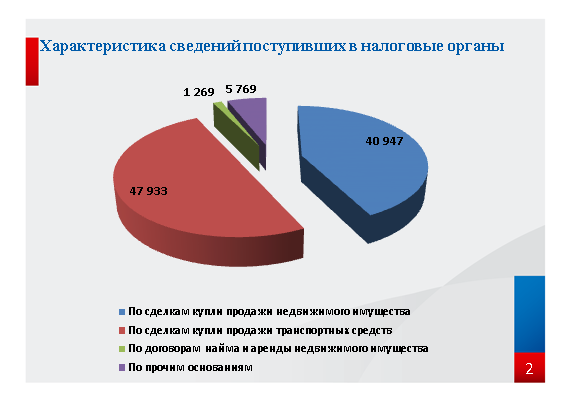 Характеристика сведений поступивших в налоговые органы
1 269
5 769
40 947
47 933
По сделкам купли продажи недвижимого имущества
По сделкам купли продажи транспортных средств
По договорам найма и аренды недвижимого имущества
По прочим основаниям
2